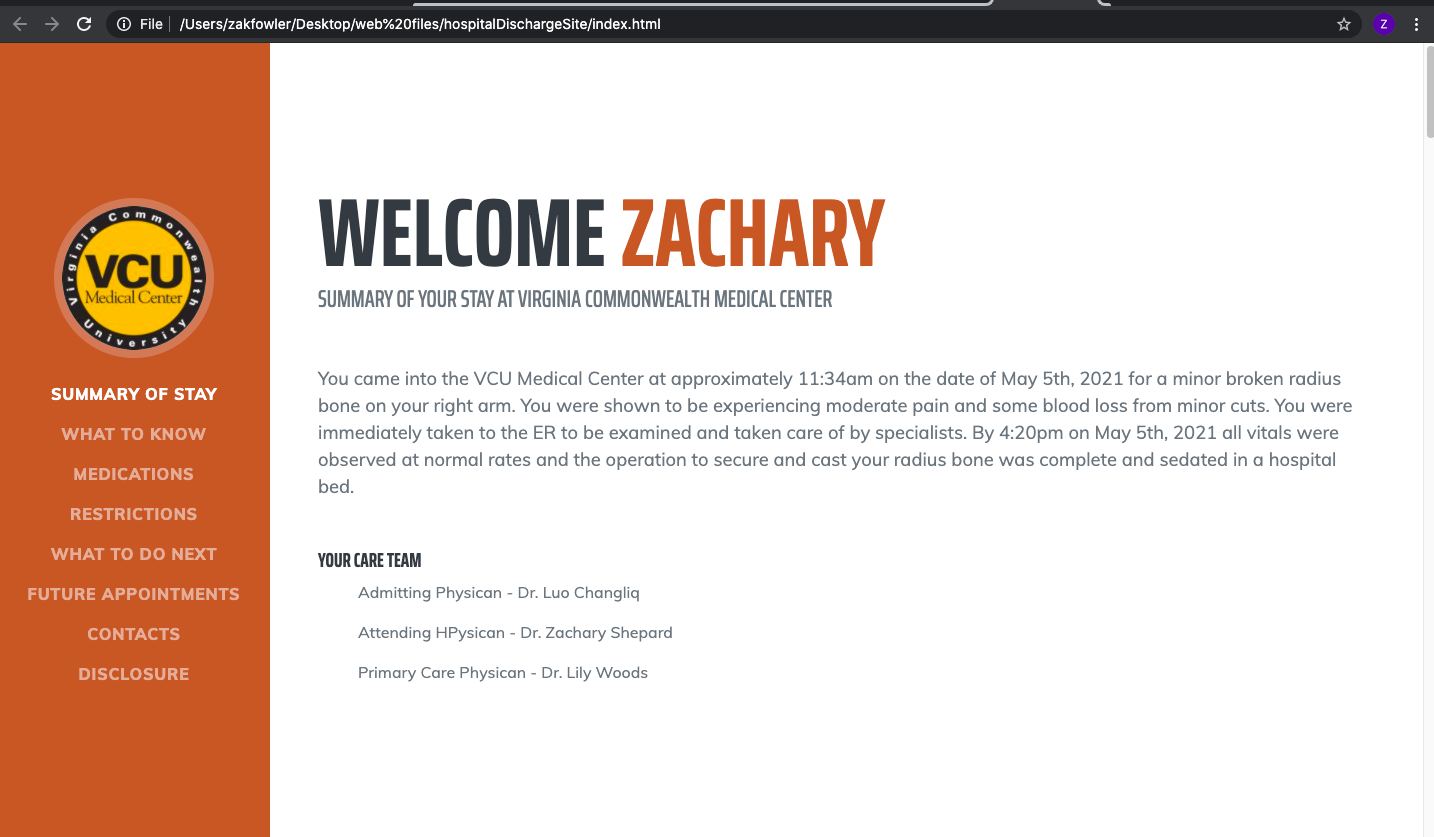 File /Users/zakfowler/Desktop/web%20files/hospitalDischargeSite/index.html
Z
Virginia Commonwealth
VCU
Medical Center
University
SUMMARY OF STAY
WHAT TO KNOW
MEDICATIONS
RESTRICTIONS
WHAT TO DO NEXT
FUTURE APPOINTMENTS
CONTACTS
DISCLOSURE
WELCOME ZACHARY
SUMMARY OF YOUR STAY AT VIRGINIA COMMONWEALTH MEDICAL CENTER
You came into the VCU Medical Center at approximately 11:34am on the date of May 5th, 2021 for a minor broken radius
bone on your right arm. You were shown to be experiencing moderate pain and some blood loss from minor cuts. You were
immediately taken to the ER to be examined and taken care of by specialists. By 4:20pm on May 5th, 2021 all vitals were
observed at normal rates and the operation to secure and cast your radius bone was complete and sedated in a hospital
bed.
YOUR CARE TEAM
Admitting Physican - Dr. Luo Changliq
Attending HPysican - Dr. Zachary Shepard
Primary Care Physican - Dr. Lily Woods